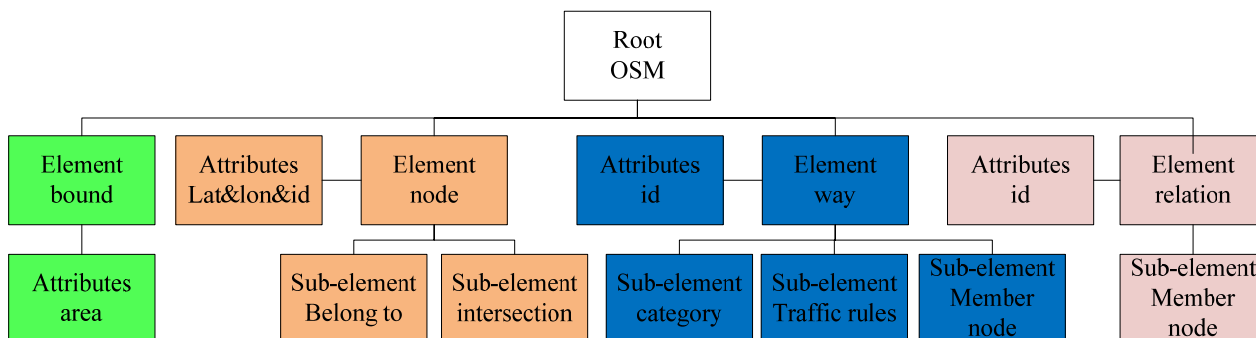 Root
OSM
Element
bound
Attributes
Lat&lon&id
Element
node
Attributes
id
Element
way
Attributes
id
Element
relation
Attributes
area
Sub-element
Belong to
Sub-element
intersection
Sub-element
category
Sub-element
Traffic rules
Sub-element
Member
node
Sub-element
Member
node